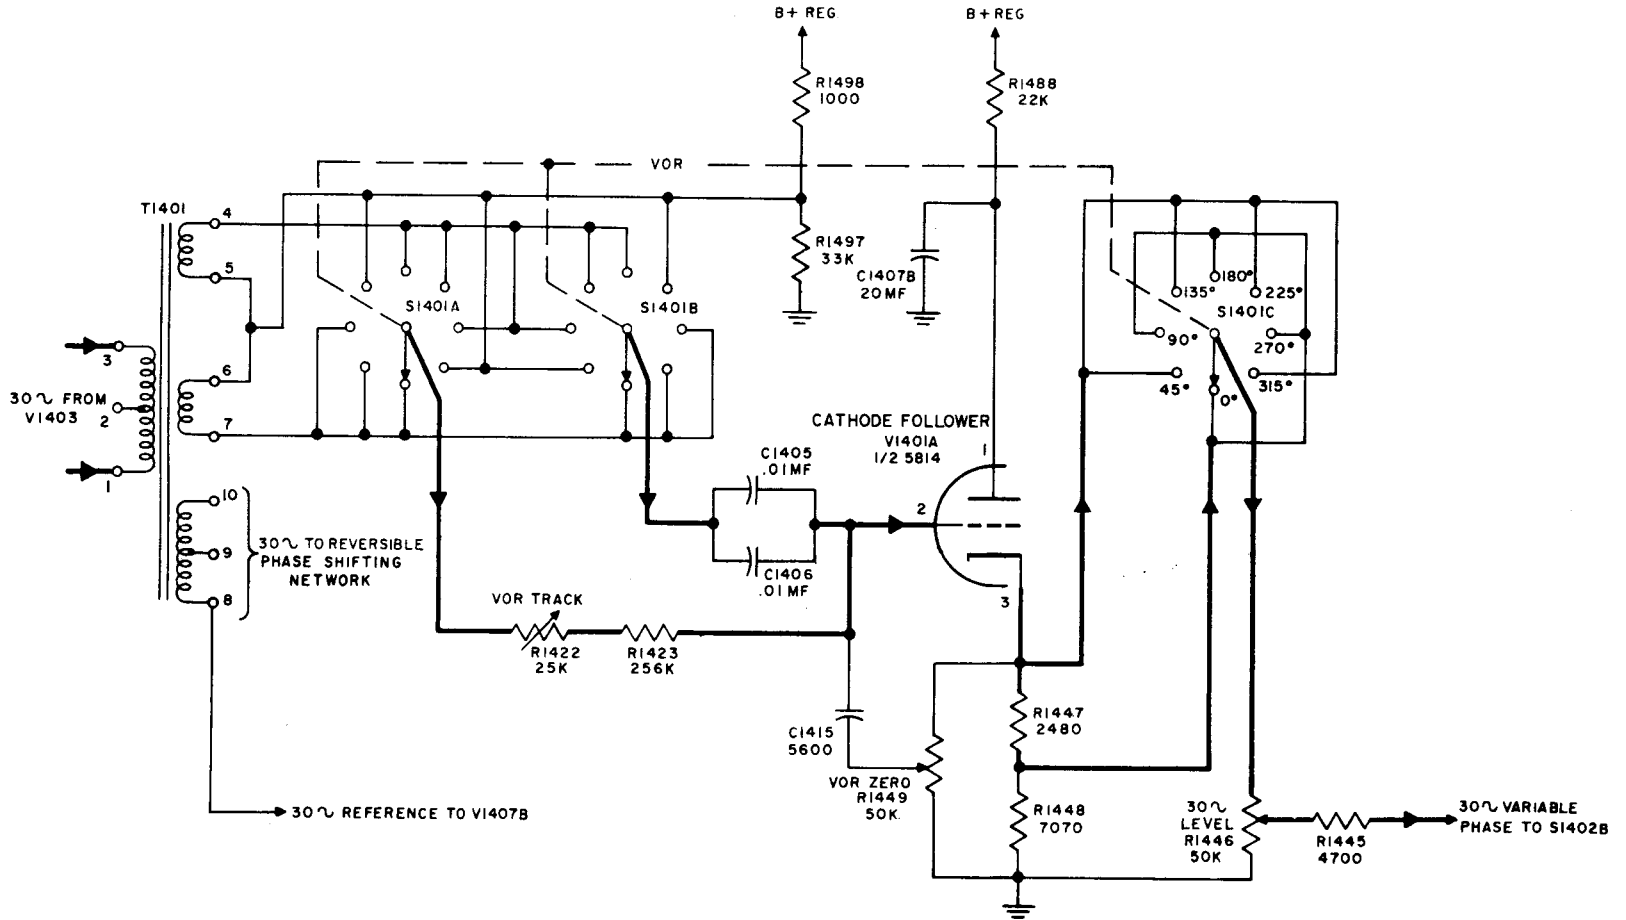 B+ REG
B+ REG
R1498
1000
R1488
22K
VOR
T1401
4
5
3
30∿ FROM
V1403
2
1
6
7
R1497
33K
C1407B
20MF
S1401A
S1401B
135°
180°
225°
S1401C
90°
270°
45°
0°
315°
CATHODE FOLLOWER
V1401A
1/2 5814
1
2
3
C1405
.01MF
C1406
.01MF
10
9
8
30∿ TO REVERSIBLE
PHASE SHIFTING
NETWORK
VOR TRACK
R1422
25K
R1423
256K
C1415
5600
VOR ZERO
R1449
50K
R1447
2480
R1448
7070
30∿
LEVEL
R1446
50K
R1445
4700
30∿ VARIABLE
PHASE TO S1402B
30∿ REFERENCE TO V1407B